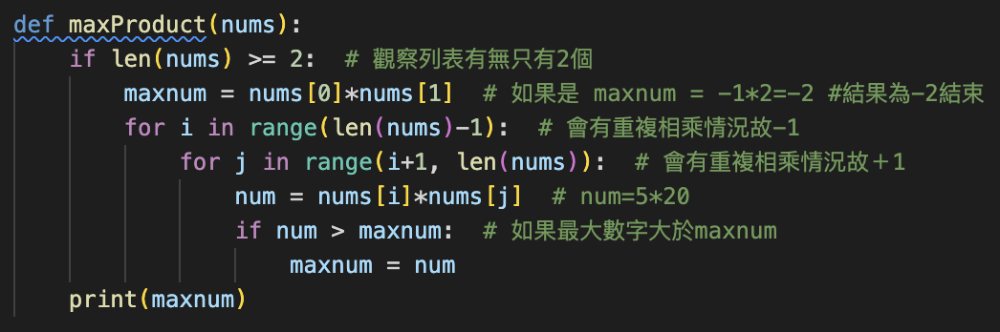 def maxProduct(nums):
    if len(nums) >= 2:  # 觀察列表有無只有2個
        maxnum = nums[0]*nums[1]  # 如果是 maxnum = -1*2=-2 #結果為-2結束
        for i in range(len(nums)-1):  # 會有重複相乘情況故-1
            for j in range(i+1, len(nums)):  # 會有重複相乘情況故＋1
                num = nums[i]*nums[j]  # num=5*20
                if num > maxnum:  # 如果最大數字大於maxnum
                    maxnum = num
    print(maxnum)